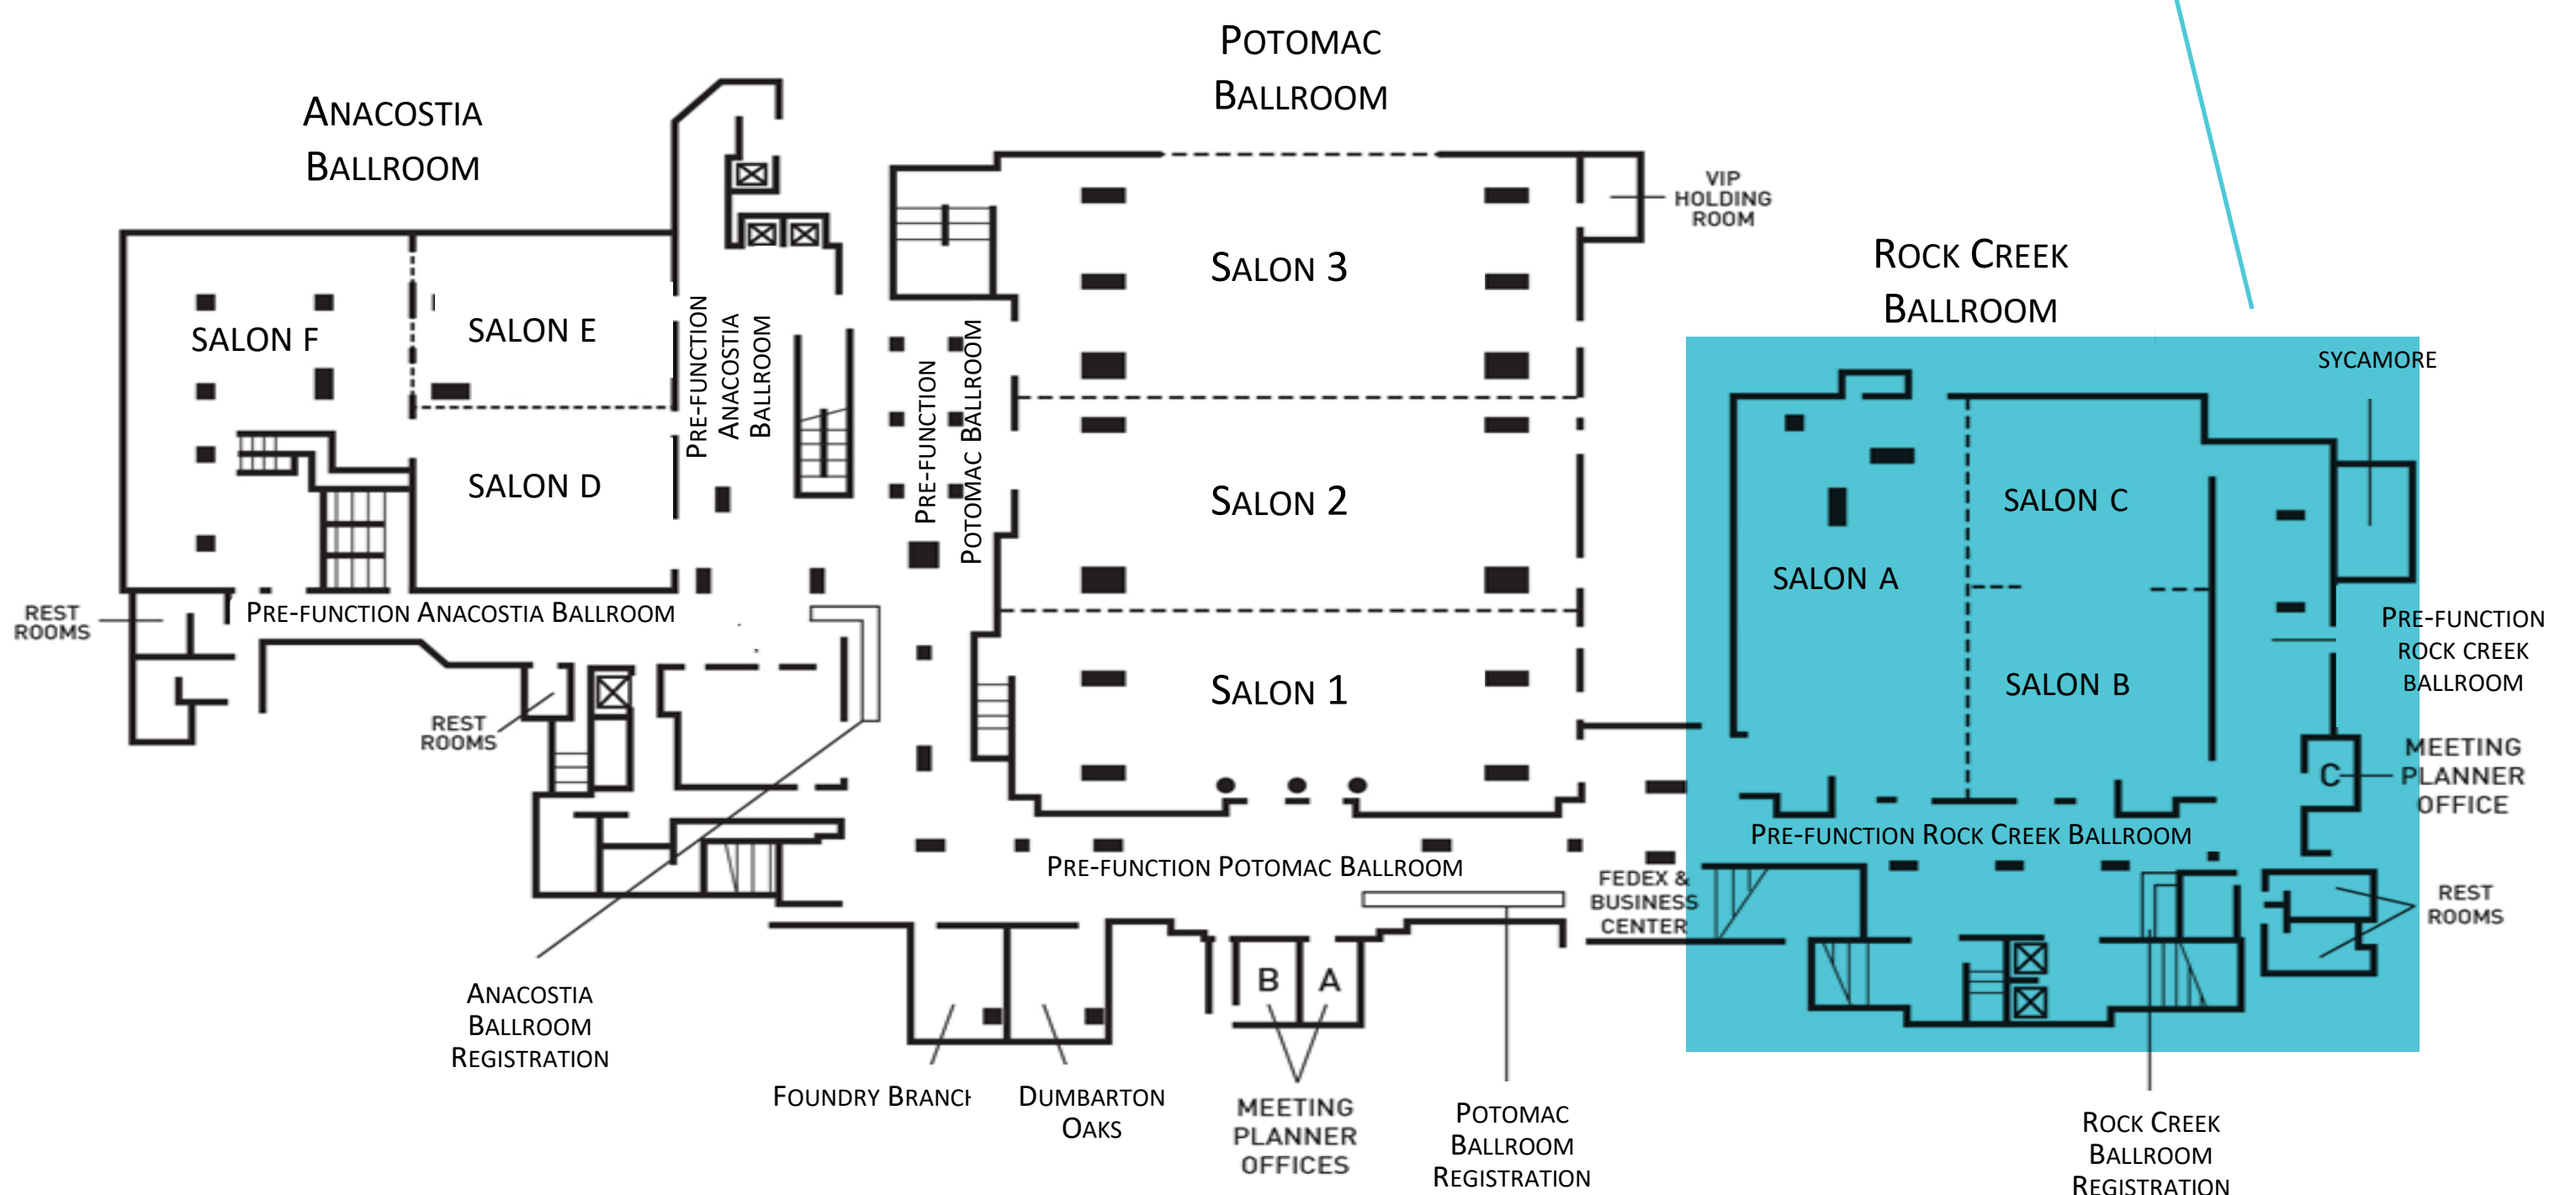 POTOMAC
BALLROOM
ANACOSTIA
BALLROOM
VIP
HOLDING
ROOM
ROCK CREEK
BALLROOM
SALON 3
SALON F
SALON E
PRE-FUNCTION
ANACOSTIA
BALLROOM
PRE-FUNCTION
POTOMAC BALLROOM
SYCAMORE
SALON D
SALON 2
SALON C
SALON A
REST
ROOMS
PRE-FUNCTION ANACOSTIA BALLROOM
PRE-FUNCTION
ROCK CREEK
BALLROOM
SALON 1
SALON B
REST
ROOMS
C
MEETING
PLANNER
OFFICE
PRE-FUNCTION ROCK CREEK BALLROOM
PRE-FUNCTION POTOMAC BALLROOM
FEDEX &
BUSINESS
CENTER
REST
ROOMS
B
A
ANACOSTIA
BALLROOM
REGISTRATION
FOUNDRY BRANCH
DUMBARTON
OAKS
MEETING
PLANNER
OFFICES
POTOMAC
BALLROOM
REGISTRATION
ROCK CREEK
BALLROOM
REGISTRATION